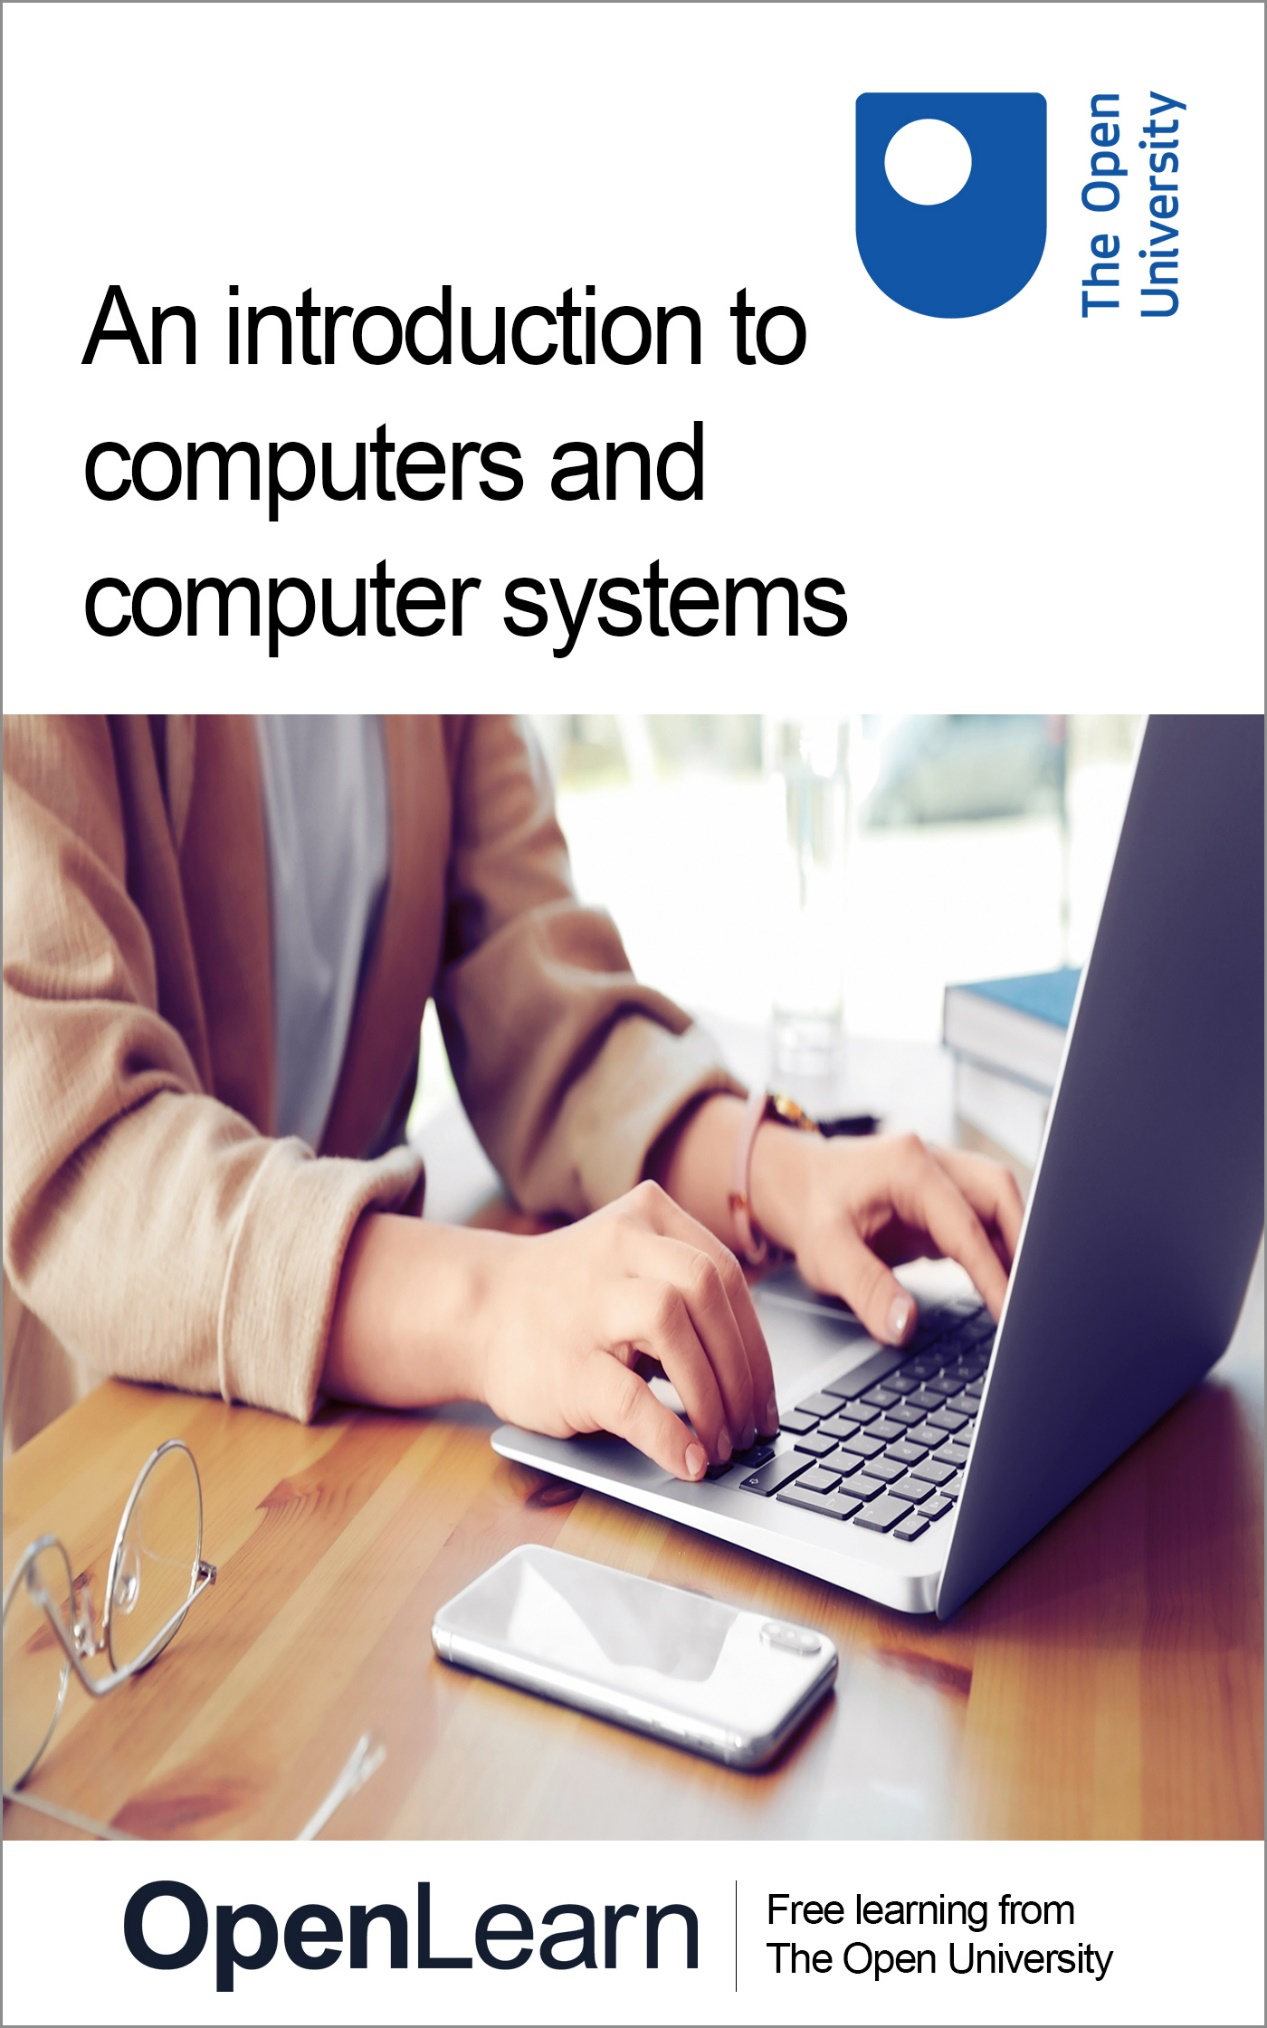 The Open
University
An introduction to
computers and
computer systems
OpenLearn
Free learning from
The Open University